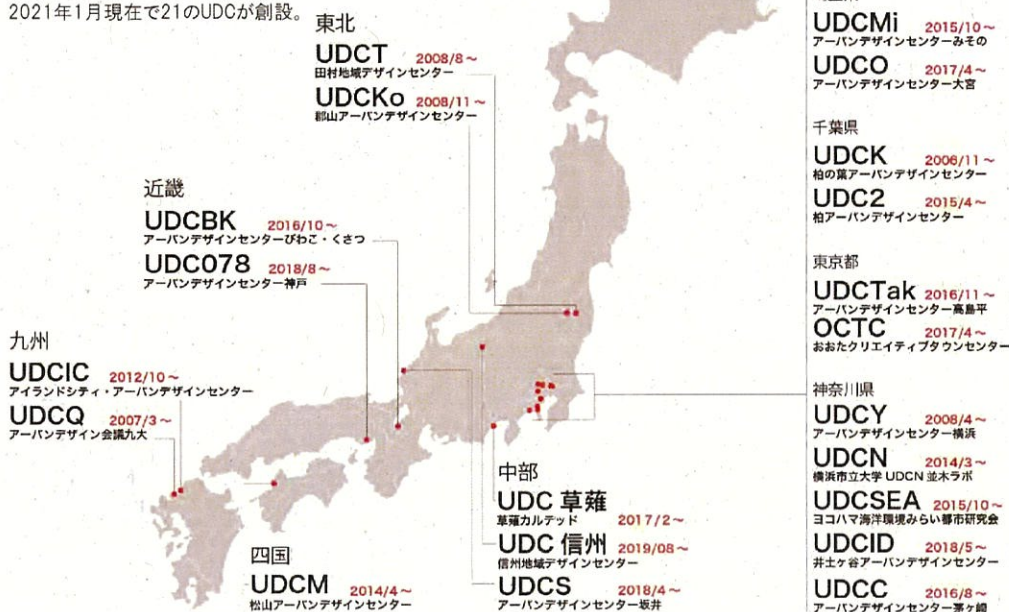 2021年1月現在で21のUDCが創設。
東北
UDCT 2008/8～
田村地域デザインセンター
UDCKo 2008/11～
郡山アーバンデザインセンター
近畿
UDCBK 2016/10～
アーバンデザインセンターびわこ・くさつ
UDC078 2018/8～
アーバンデザインセンター神戸
九州
UDCIC 2012/10～
アイランドシティ・アーバンデザインセンター
UDCQ 2007/3～
アーバンデザイン会議九大
四国
UDCM 2014/4～
松山アーバンデザインセンター
中部
UDC 草薙
草薙カルテッド 2017/2～
UDC 信州 2019/08～
信州地域デザインセンター
UDCS 2018/4～
アーバンデザインセンター坂井
UDCMi 2015/10～
アーバンデザインセンターみその
UDCO 2017/4～
アーバンデザインセンター大宮
千葉県
UDCK 2006/11～
柏の葉アーバンデザインセンター
UDC2 2015/4～
柏アーバンデザインセンター
東京都
UDCTak 2016/11～
アーバンデザインセンター高島平
OCTC 2017/4～
おおたクリエイティブタウンセンター
神奈川県
UDCY 2008/4～
アーバンデザインセンター横浜
UDCN 2014/3～
横浜市立大学 UDCN 並木ラボ
UDCSEA 2015/10～
ヨコハマ海洋環境みらい都市研究会
UDCID 2018/5～
井土ヶ谷アーバンデザインセンター
UDCC 2016/8～
アーバンデザインセンター茅ヶ崎